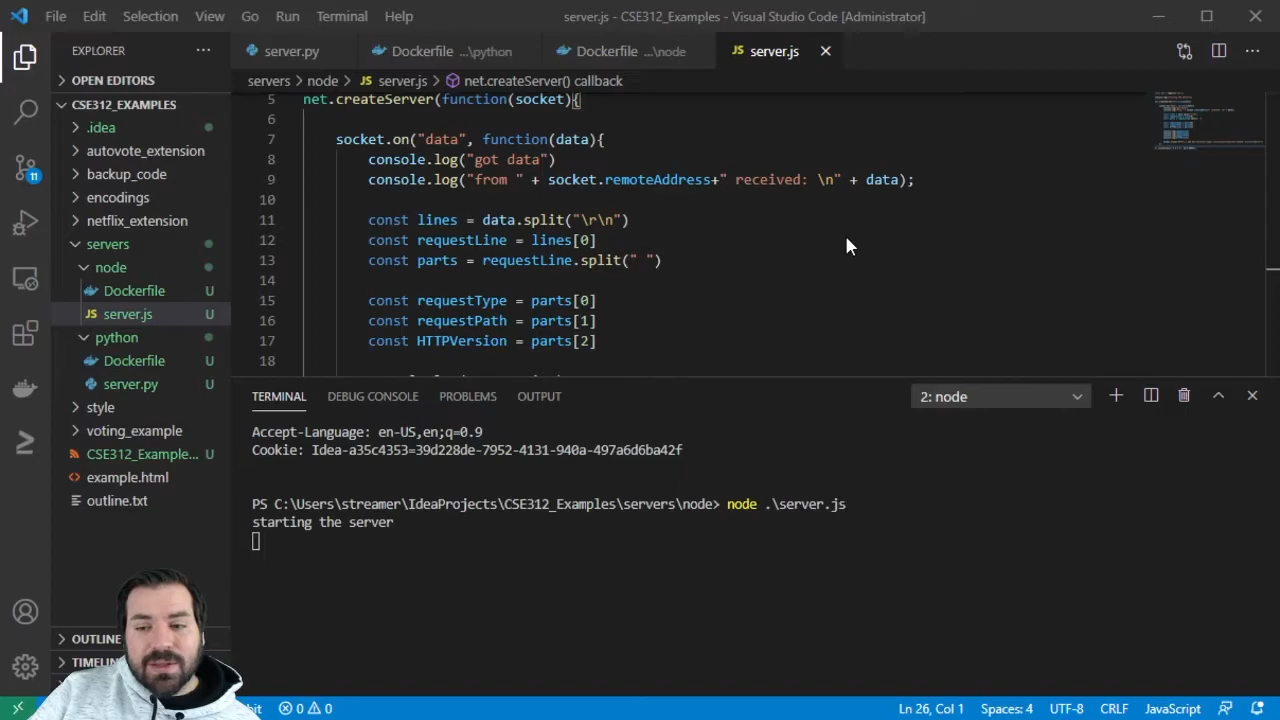 File Edit Selection View Go Run Terminal Help server.js - CSE312_Examples - Visual Studio Code [Administrator]
EXPLORER
server.py
Dockerfile ...\python
Dockerfile ...\node
JS server.js
OPEN EDITORS
servers > node > JS server.js > net.createServer() callback
CSE312_EXAMPLES
.idea
autovote_extension
backup_code
11
encodings
netflix_extension
servers
node
Dockerfile U
JS server.js U
python
Dockerfile U
server.py U
style
voting_example
CSE312_Example... U
example.html
outline.txt
OUTLINE
5 net.createServer(function(socket){
6
7 socket.on("data", function(data){
8 console.log("got data")
9 console.log("from " + socket.remoteAddress+" received: \n" + data);
10
11 const lines = data.split("\r\n")
12 const requestLine = lines[0]
13 const parts = requestLine.split(" ")
14
15 const requestType = parts[0]
16 const requestPath = parts[1]
17 const HTTPVersion = parts[2]
18
TERMINAL DEBUG CONSOLE PROBLEMS OUTPUT 2: node
Accept-Language: en-US,en;q=0.9
Cookie: Idea-a35c4353=39d228de-7952-4131-940a-497a6d6ba42f
PS C:\Users\streamer\IdeaProjects\CSE312_Examples\servers\node> node .\server.js
starting the server
0 0 Ln 26, Col 1 Spaces: 4 UTF-8 CRLF JavaScript